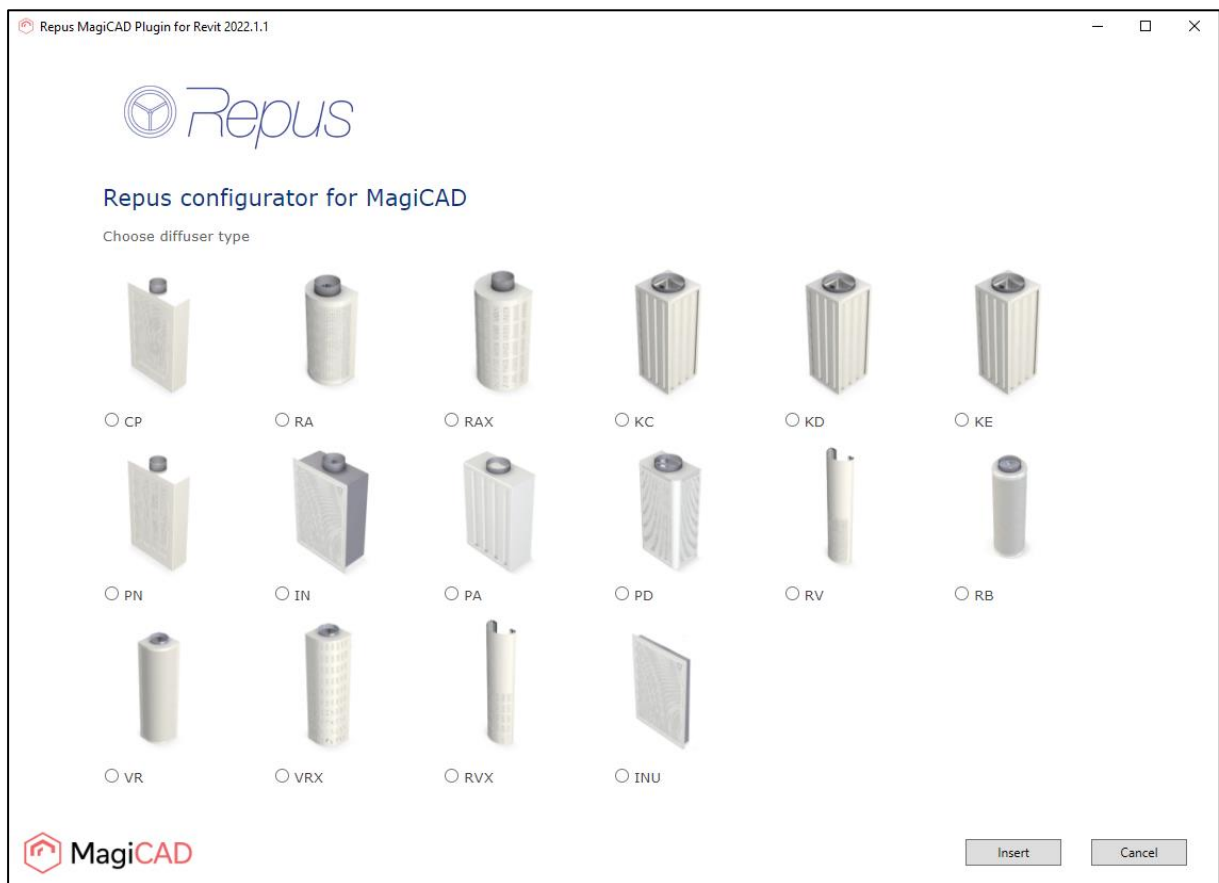 Repus MagiCAD Plugin for Revit 2022.1.1
Repus
Repus configurator for MagiCAD
Choose diffuser type
CP RA RAX KC KD KE
PN IN PA PD RV RB
VR VRX RVX INU
MagiCAD Insert Cancel